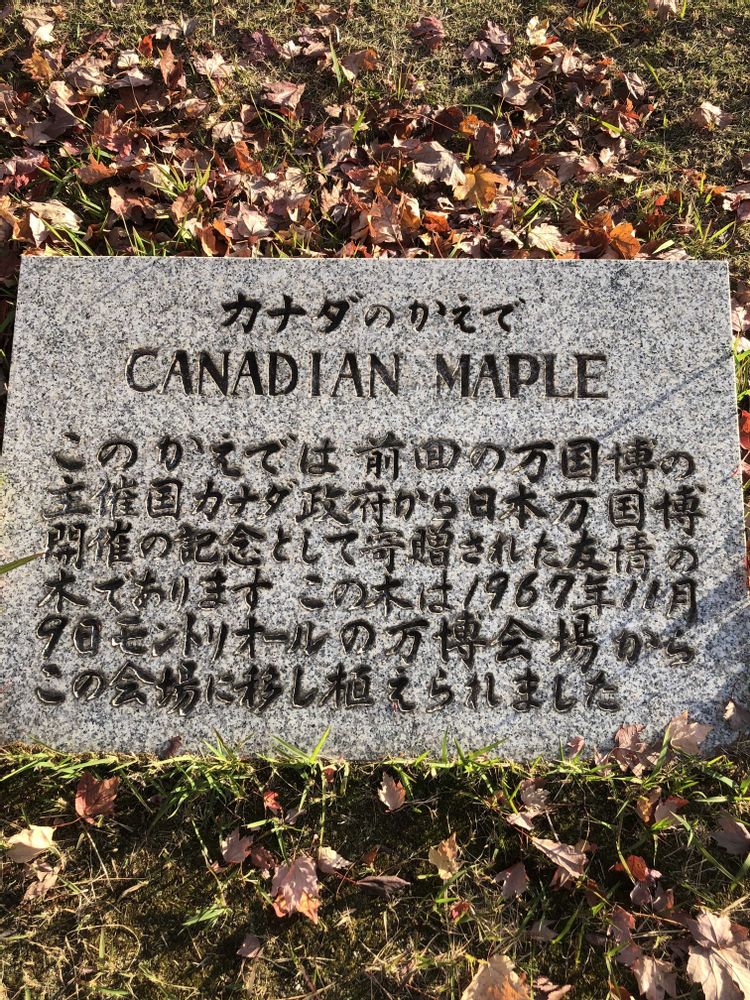 カナダのかえで
CANADIAN MAPLE
このかえでは前回の万国博の
主催国カナダ政府から日本万国博
開催の記念として寄贈された友情の
木であります この木は1967年11月
9日モントリオールの万博会場から
この会場に移し植えられました